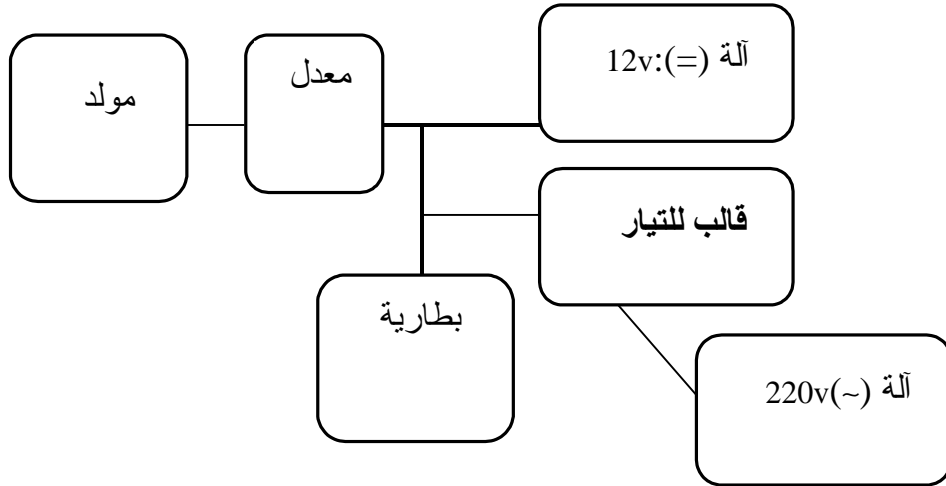 مولد
معدل
آلة (=):12v
قالب للتيار
بطارية
آلة (~)220v